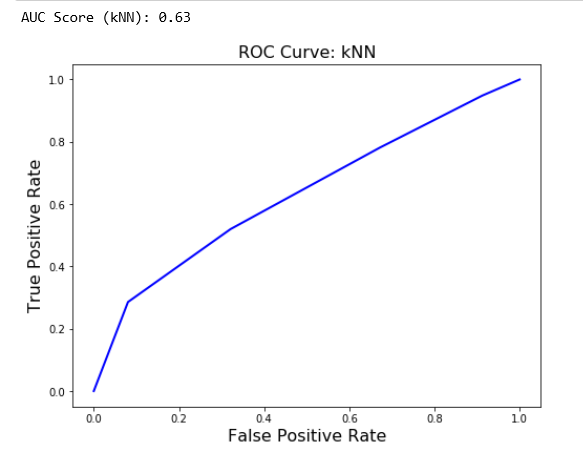 AUC Score (kNN): 0.63
ROC Curve: kNN
1.0
0.8
0.6
0.4
0.2
0.0
True Positive Rate
0.0 0.2 0.4 0.6 0.8 1.0
False Positive Rate